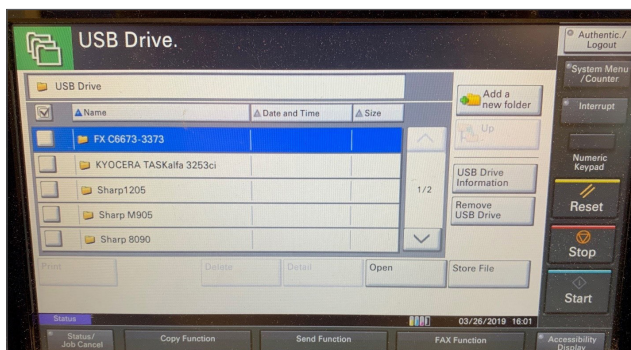 USB Drive.
Authentic./
Logout
System Menu
/Counter
USB Drive
Add a
new folder
Interrupt
Name
Date and Time
Size
FX C6673-3373
Up
KYOCERA TASKalfa 3253ci
Numeric
Keypad
USB Drive
Information
Sharp1205
1/2
Reset
Sharp M905
Remove
USB Drive
Sharp 8090
Stop
Print
Delete
Detail
Open
Store File
Start
Status
03/26/2019 16:01
Status/
Job Cancel
Copy Function
Send Function
FAX Function
Accessibility
Display